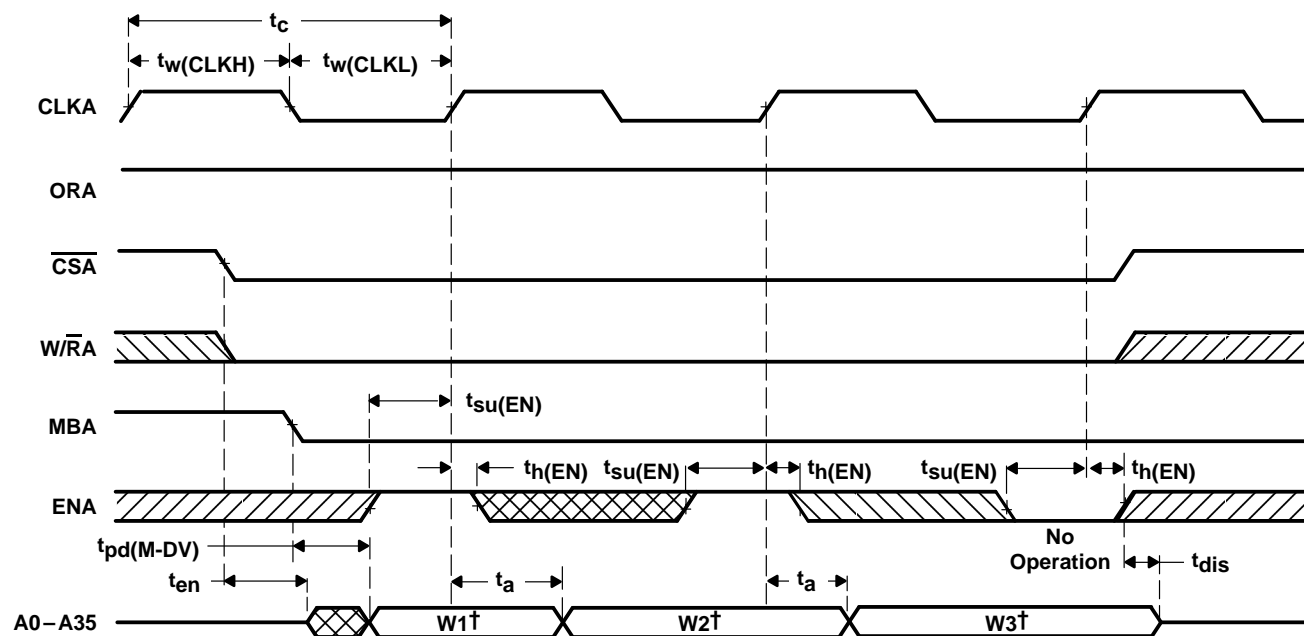 tc
tw(CLKH)
tw(CLKL)
CLKA
ORA
CSA
W/RA
tsu(EN)
MBA
th(EN)
tsu(EN)
th(EN)
tsu(EN)
th(EN)
ENA
No
Operation
tpd(M-DV)
tdis
ten
ta
ta
A0–A35
W1†
W2†
W3†